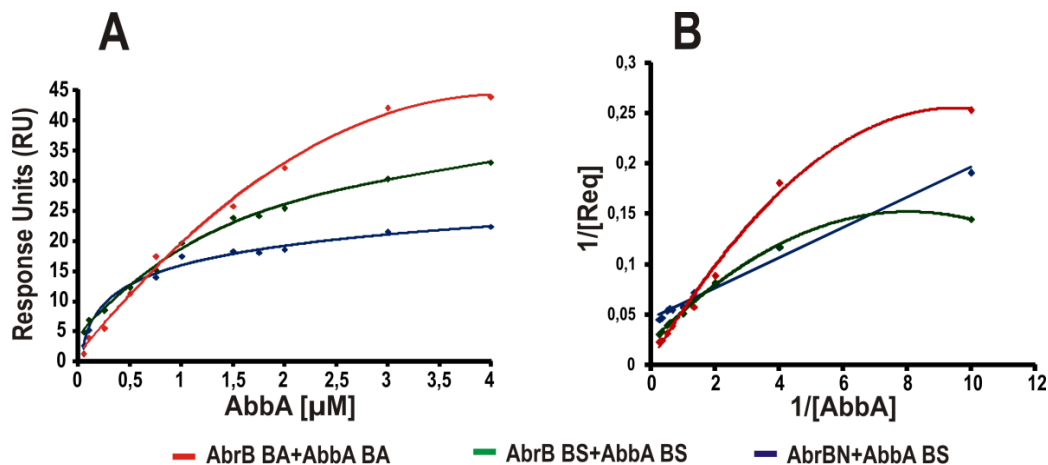 A
B
Response Units (RU)
45
40
35
30
25
20
15
10
5
0
0 0,5 1 1,5 2 2,5 3 3,5 4
AbbA [µM]
1/[Req]
0,3
0,25
0,2
0,15
0,1
0,05
0,0
0 2 4 6 8 10 12
1/[AbbA]
AbrB BA+AbbA BA
AbrB BS+AbbA BS
AbrBN+AbbA BS